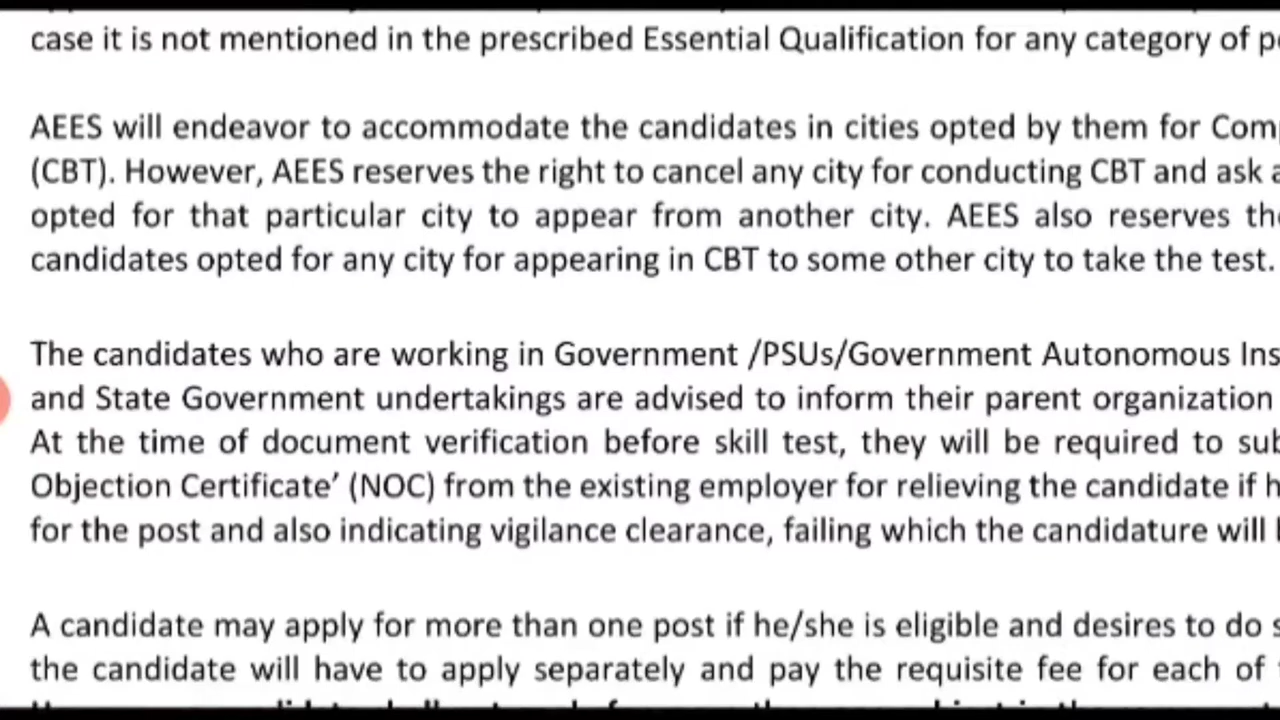 case it is not mentioned in the prescribed Essential Qualification for any category of
AEES will endeavor to accommodate the candidates in cities opted by them for
(CBT). However, AEES reserves the right to cancel any city for conducting CBT and ask
opted for that particular city to appear from another city. AEES also reserves
candidates opted for any city for appearing in CBT to some other city to take the test.
The candidates who are working in Government /PSUs/Government Autonomous
and State Government undertakings are advised to inform their parent organization
At the time of document verification before skill test, they will be required to
Objection Certificate’ (NOC) from the existing employer for relieving the candidate if
for the post and also indicating vigilance clearance, failing which the candidature will
A candidate may apply for more than one post if he/she is eligible and desires to do
the candidate will have to apply separately and pay the requisite fee for each of